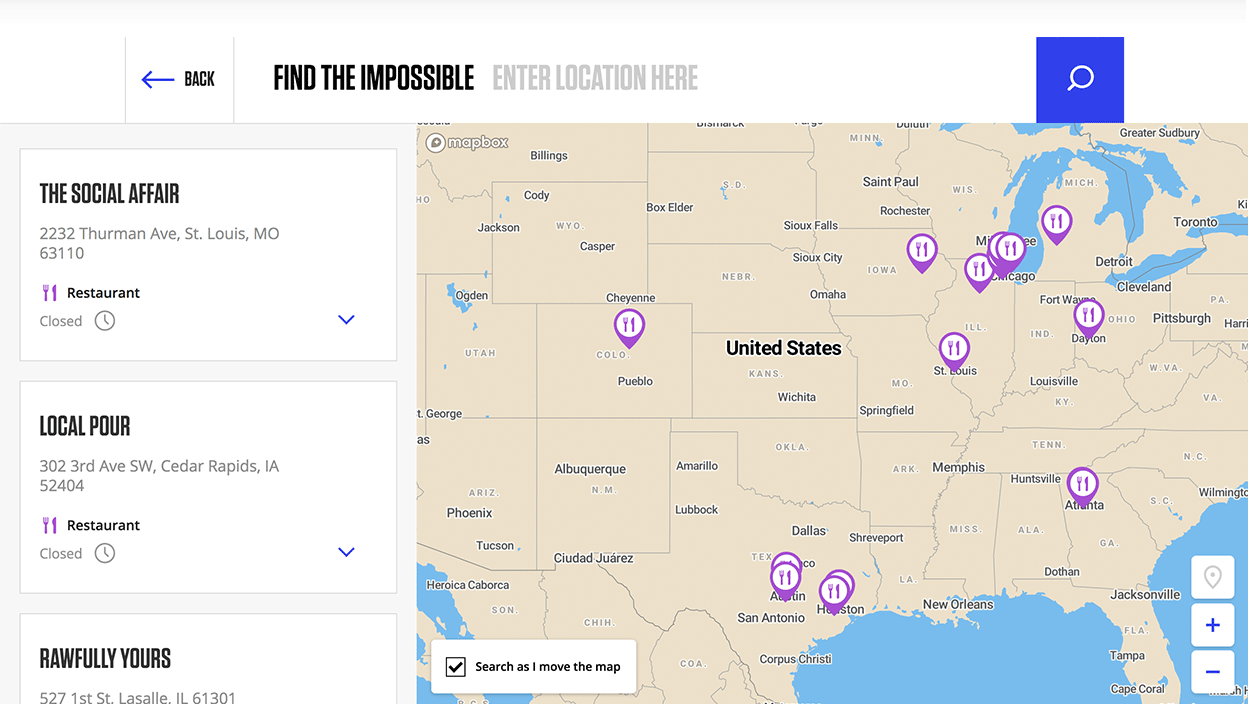 BACK
FIND THE IMPOSSIBLE
ENTER LOCATION HERE
THE SOCIAL AFFAIR
2232 Thurman Ave, St. Louis, MO
63110
Restaurant
Closed
LOCAL POUR
302 3rd Ave SW, Cedar Rapids, IA
52404
Restaurant
Closed
RAWFULLY YOURS
527 1st St, Lasalle, IL 61301
mapbox
Bismarck
Fargo
Duluth
MINN.
Greater Sudbury
Billings
Cody
S.D.
Saint Paul
WIS.
MICH.
Box Elder
Rochester
Jackson
WYO.
Sioux Falls
Toronto
Casper
Sioux City
IOWA
Detroit
NEBR.
Cleveland
Ogden
Cheyenne
Omaha
Fort Wayne
PA.
OHIO
Pittsburgh
ILL.
IND.
Dayton
UTAH
COLO.
United States
St. Louis
W.VA.
KANS.
Pueblo
MO.
Louisville
VA.
Wichita
KY.
t. George
Springfield
as
OKLA.
TENN.
N.C.
Albuquerque
Amarillo
ARK.
Memphis
Huntsville
ARIZ.
N.M.
Wilmingto
S.C.
Atlanta
Phoenix
Lubbock
MISS.
ALA.
Dallas
Shreveport
GA.
Tucson
Ciudad Juárez
TEX
co
Dothan
Heroica Caborca
LA.
Jacksonville
SON.
Austin
Houston
New Orleans
San Antonio
CHIH.
FLA.
Tampa
COA.
Corpus Christi
Cape Coral
Search as I move the map
+
−